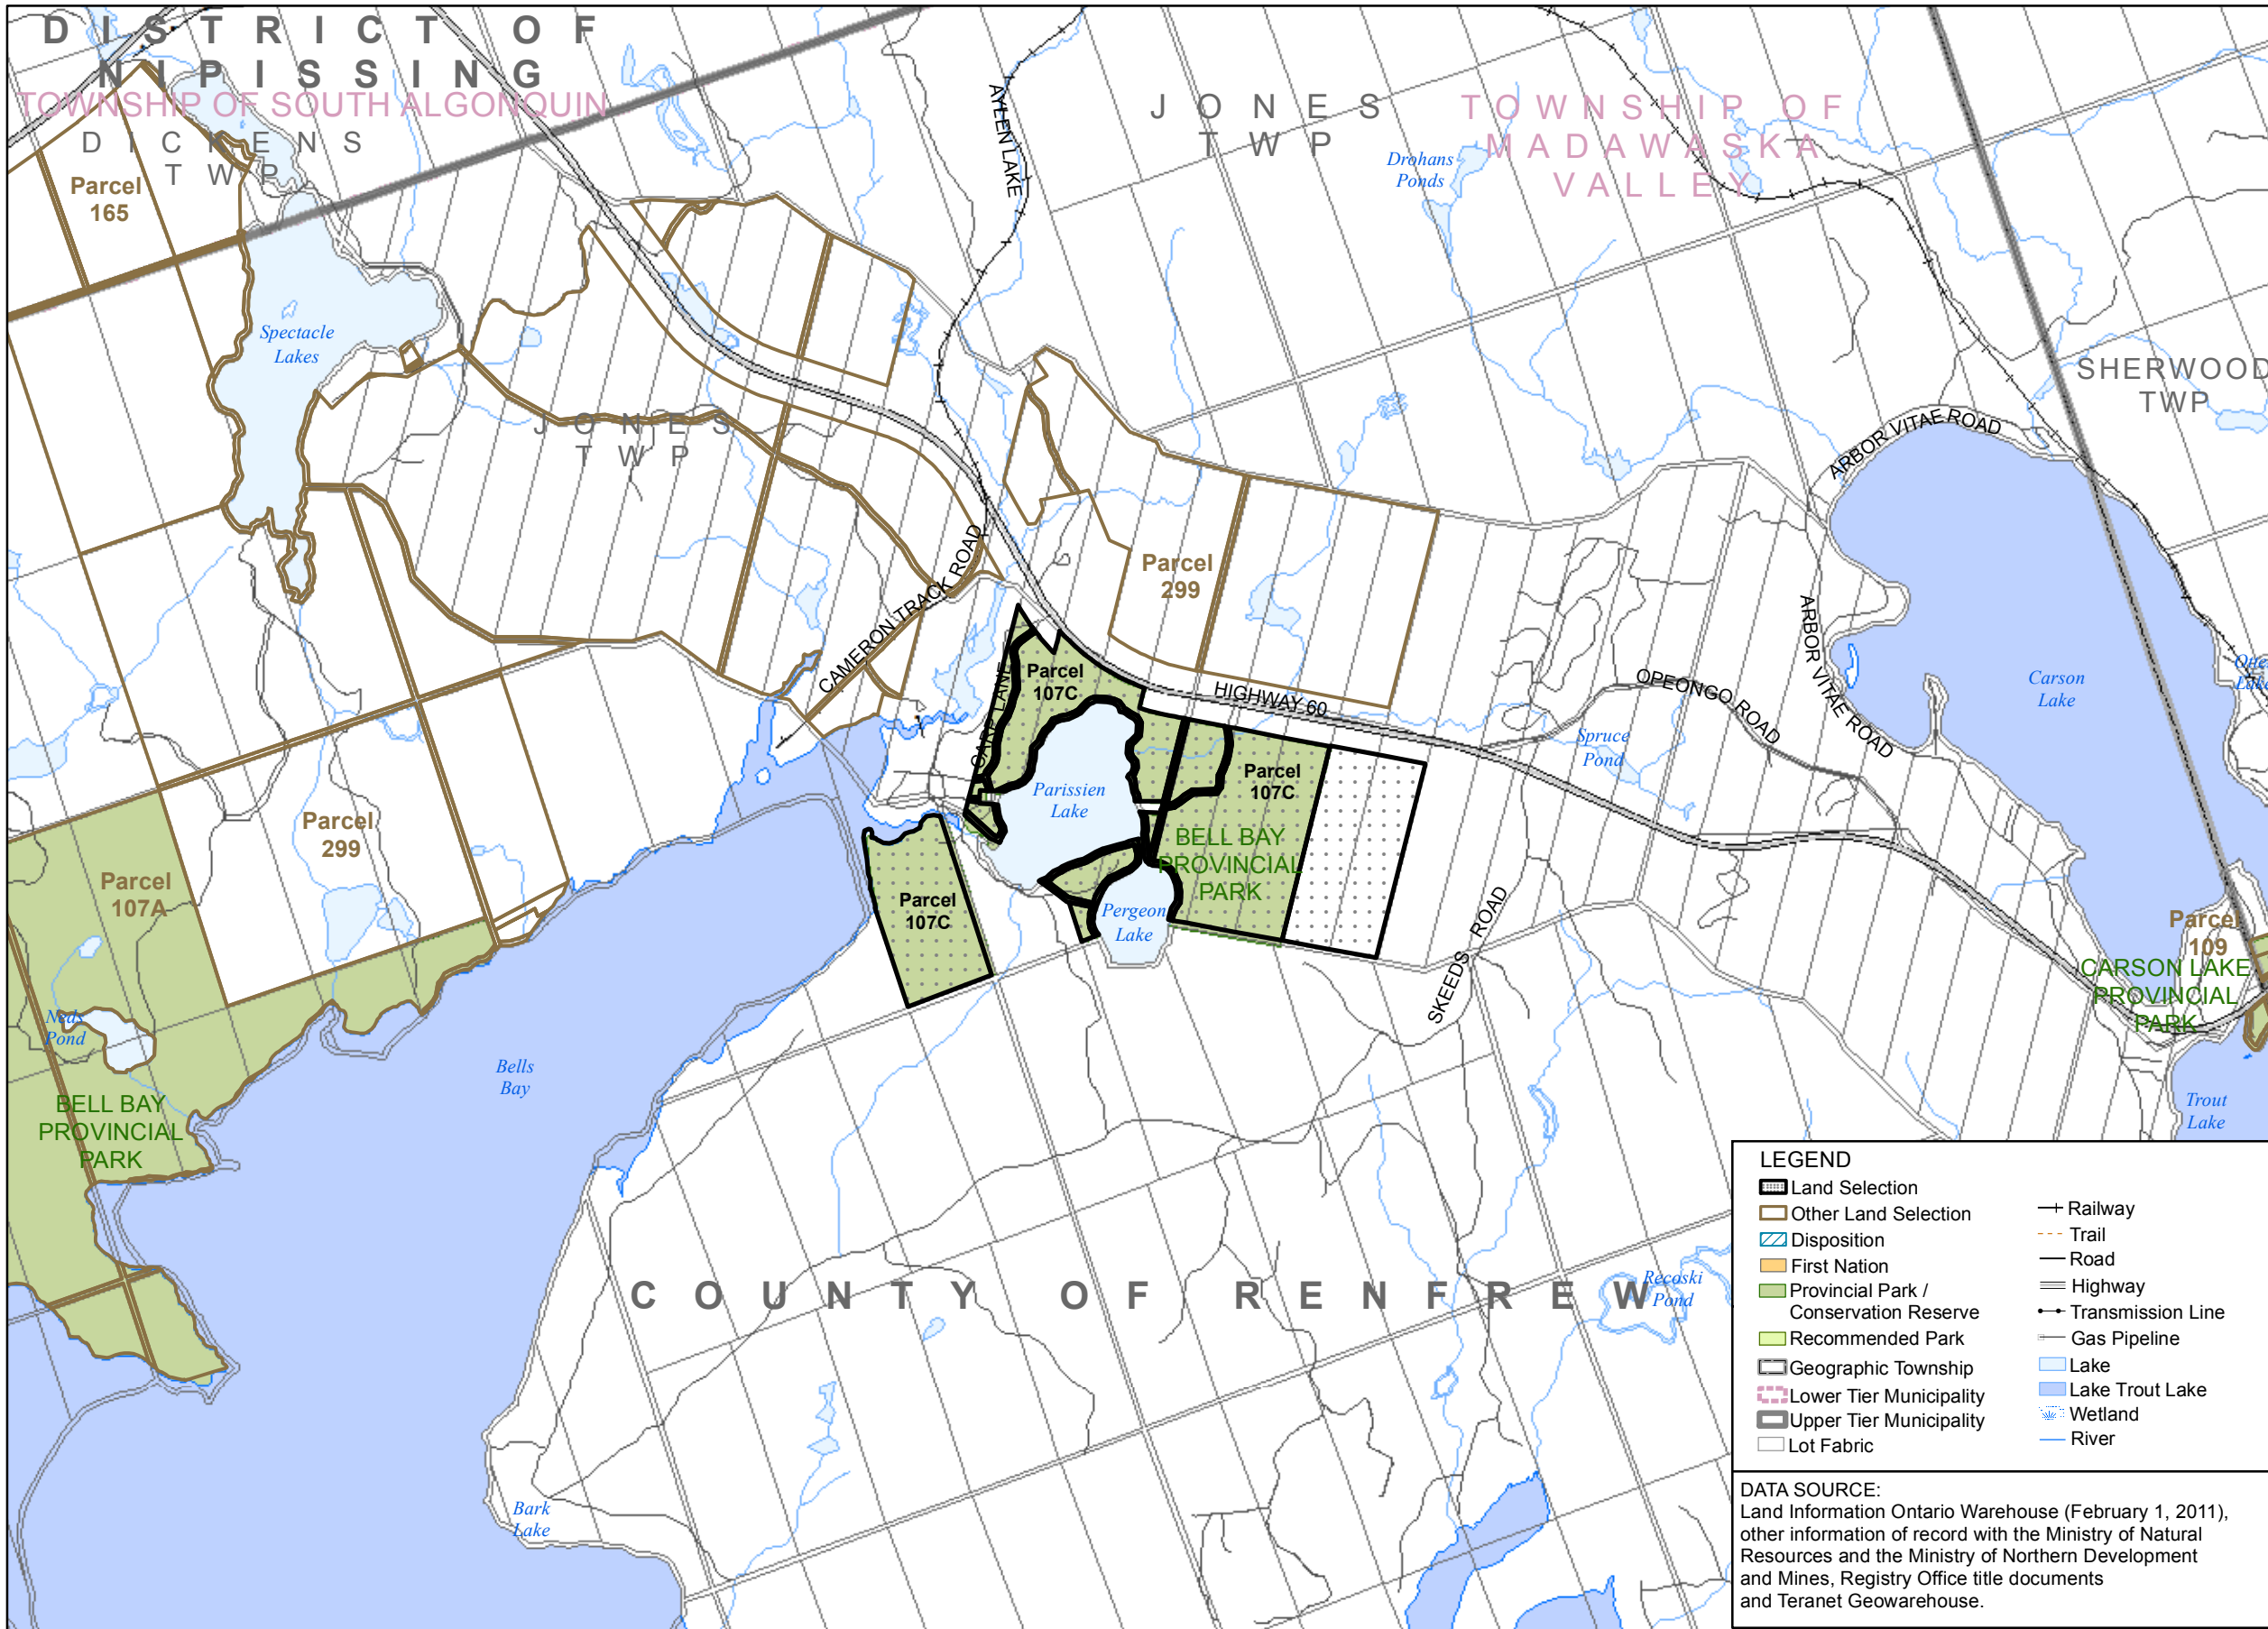 DISTRICT OF
NIPISSING
TOWNSHIP OF SOUTH ALGONQUIN
DICKENS
TWP
Parcel
165
AYLEN LAKE
JONES
TWP
TOWNSHIP OF
MADAWASKA
VALLEY
Drohans
Ponds
Spectacle
Lakes
SHERWOOD
TWP
JONES
TWP
ARBOR VITAE ROAD
Parcel
299
CAMERON TRACK ROAD
ARBOR VITAE ROAD
Carson
Lake
Otter
Lake
Parcel
107C
CARP LANE
HIGHWAY 60
OPEONGO ROAD
Spruce
Pond
Parissien
Lake
Parcel
107C
BELL BAY
PROVINCIAL
PARK
Parcel
299
Parcel
107A
Parcel
107C
Pergeon
Lake
SKEEDS ROAD
Parcel
109
CARSON LAKE
PROVINCIAL
PARK
Neds
Pond
Bells
Bay
BELL BAY
PROVINCIAL
PARK
Trout
Lake
COUNTY OF RENFREW
Recoski
Pond
Bark
Lake
LEGEND
Land Selection
Other Land Selection
Disposition
First Nation
Provincial Park /
Conservation Reserve
Recommended Park
Geographic Township
Lower Tier Municipality
Upper Tier Municipality
Lot Fabric
Railway
Trail
Road
Highway
Transmission Line
Gas Pipeline
Lake
Lake Trout Lake
Wetland
River
DATA SOURCE:
Land Information Ontario Warehouse (February 1, 2011),
other information of record with the Ministry of Natural
Resources and the Ministry of Northern Development
and Mines, Registry Office title documents
and Teranet Geowarehouse.